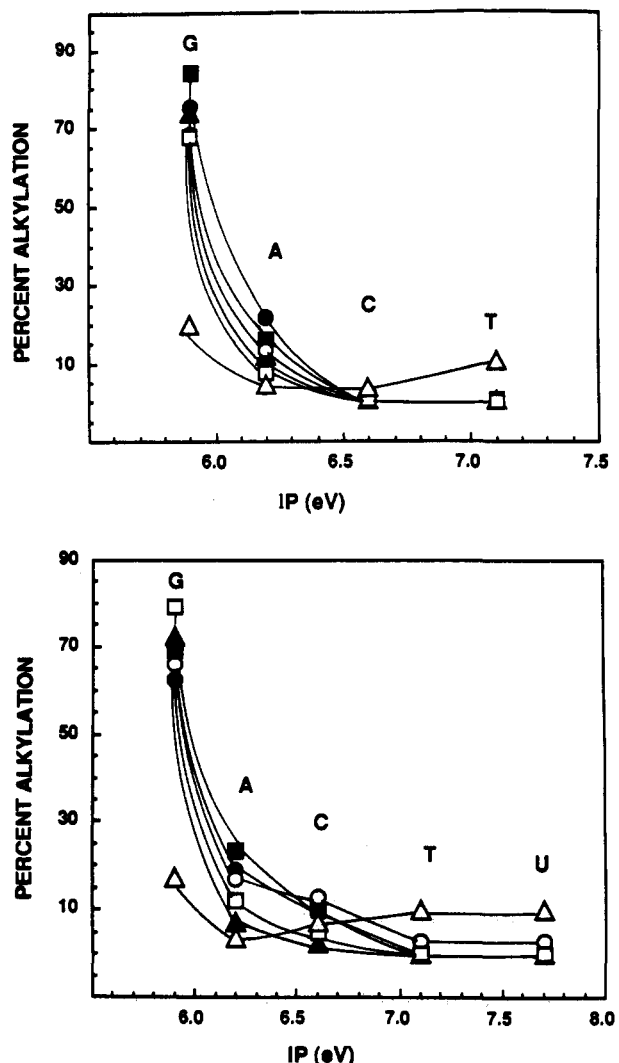 90
G
70
50
A
30
C
T
10
PERCENT ALKYLATION
6.0
6.5
7.0
7.5
IP (eV)
90
G
70
50
A
30
C
T
U
10
PERCENT ALKYLATION
6.0
6.5
7.0
7.5
8.0
IP (eV)